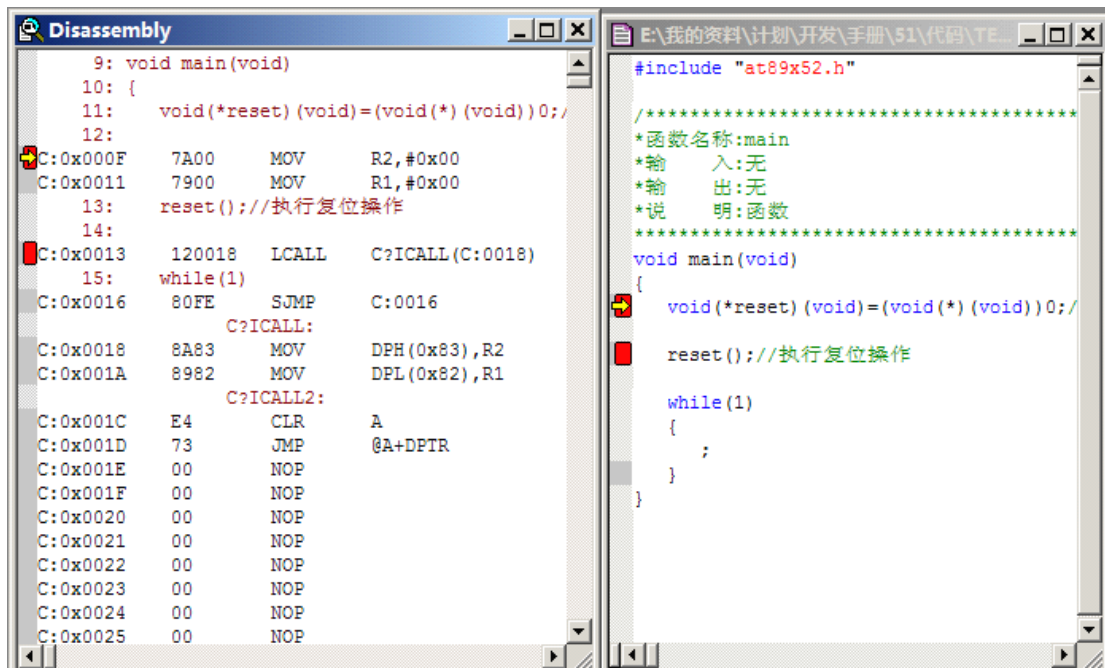 Disassembly
9: void main(void)
10: {
11: void(*reset)(void)=(void(*)(void))0;/
12:
C:0x000F 7A00 MOV R2,#0x00
C:0x0011 7900 MOV R1,#0x00
13: reset();//执行复位操作
14:
C:0x0013 120018 LCALL C?ICALL(C:0018)
15: while(1)
C:0x0016 80FE SJMP C:0016
C?ICALL:
C:0x0018 8A83 MOV DPH(0x83),R2
C:0x001A 8982 MOV DPL(0x82),R1
C?ICALL2:
C:0x001C E4 CLR A
C:0x001D 73 JMP @A+DPTR
C:0x001E 00 NOP
C:0x001F 00 NOP
C:0x0020 00 NOP
C:0x0021 00 NOP
C:0x0022 00 NOP
C:0x0023 00 NOP
C:0x0024 00 NOP
C:0x0025 00 NOP
E:\我的资料\计划\开发\手册\51\代码\TE...
#include "at89x52.h"
/****************************************
*函数名称:main
*输 入:无
*输 出:无
*说 明:函数
****************************************
void main(void)
{
void(*reset)(void)=(void(*)(void))0;/
reset();//执行复位操作
while(1)
{
;
}
}